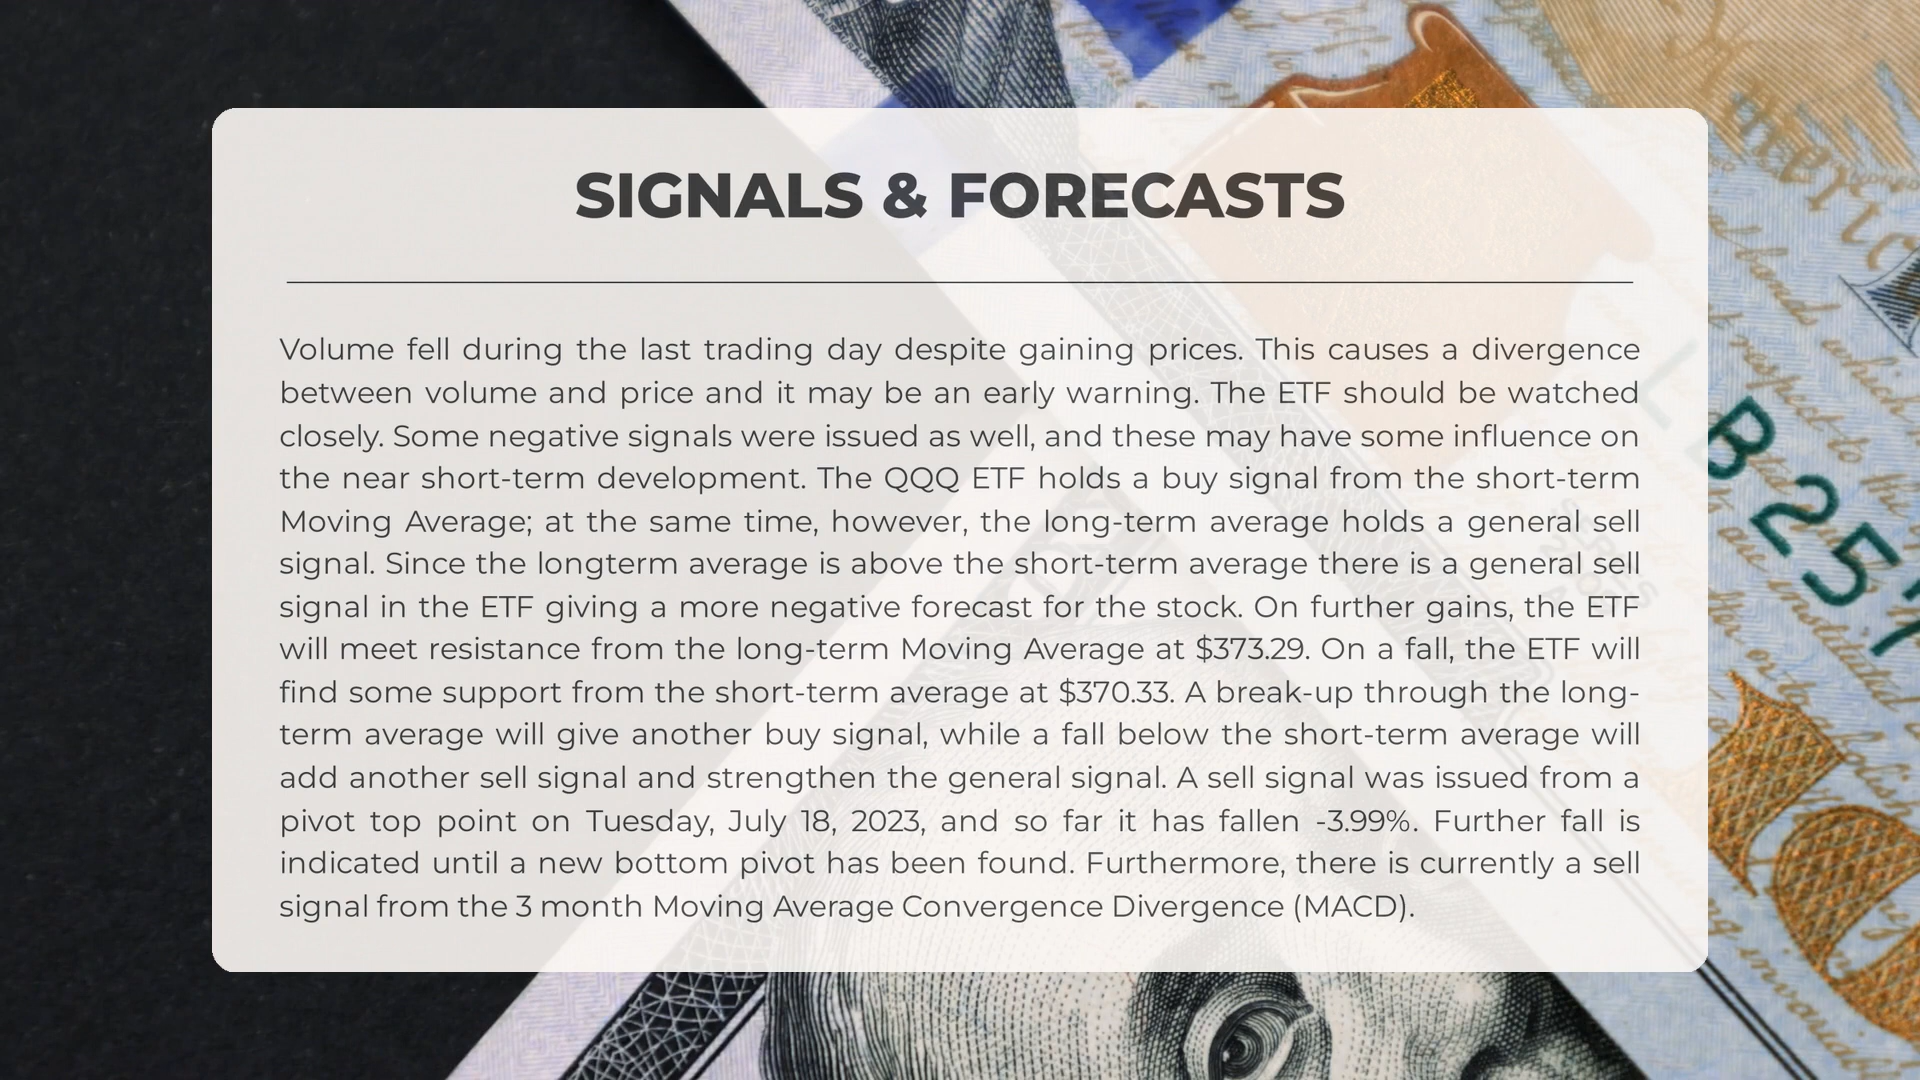 SIGNALS & FORECASTS
Volume fell during the last trading day despite gaining prices. This causes a divergence
between volume and price and it may be an early warning. The ETF should be watched
closely. Some negative signals were issued as well, and these may have some influence on
the near short-term development. The QQQ ETF holds a buy signal from the short-term
Moving Average; at the same time, however, the long-term average holds a general sell
signal. Since the longterm average is above the short-term average there is a general sell
signal in the ETF giving a more negative forecast for the stock. On further gains, the ETF
will meet resistance from the long-term Moving Average at $373.29. On a fall, the ETF will
find some support from the short-term average at $370.33. A break-up through the long-
term average will give another buy signal, while a fall below the short-term average will
add another sell signal and strengthen the general signal. A sell signal was issued from a
pivot top point on Tuesday, July 18, 2023, and so far it has fallen -3.99%. Further fall is
indicated until a new bottom pivot has been found. Furthermore, there is currently a sell
signal from the 3 month Moving Average Convergence Divergence (MACD).
LB257